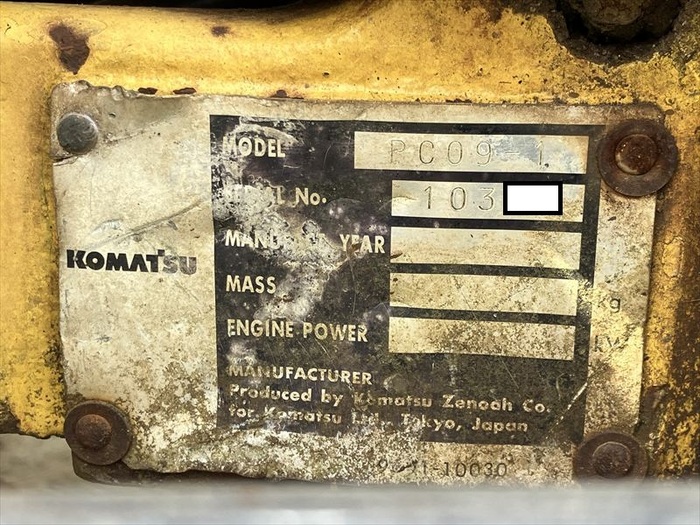 KOMATSU
MODEL PC09-1
No. 103
YEAR
MASS kg
ENGINE POWER
MANUFACTURER
Produced by Komatsu Zenoah Co.
for Komatsu Ltd. Tokyo, Japan